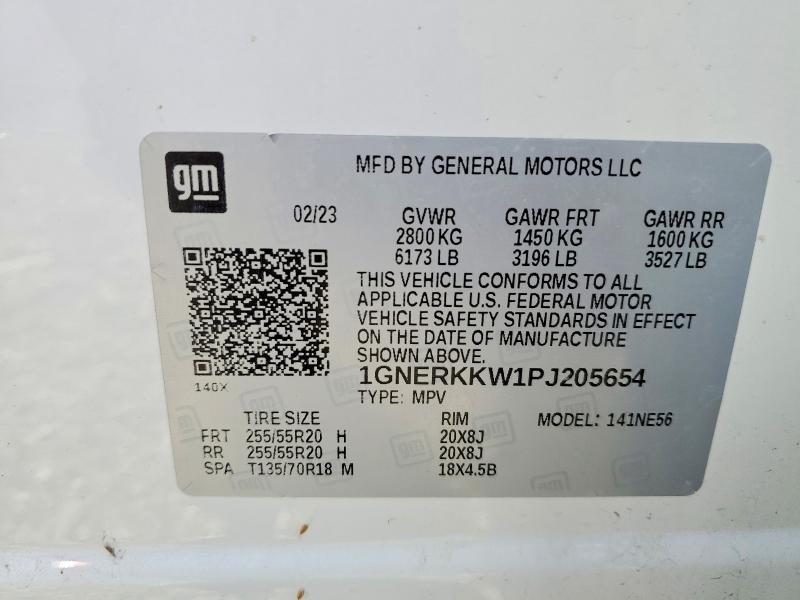 gm
MFD BY GENERAL MOTORS LLC
02/23 GVWR GAWR FRT GAWR RR
2800 KG 1450 KG 1600 KG
6173 LB 3196 LB 3527 LB
THIS VEHICLE CONFORMS TO ALL
APPLICABLE U.S. FEDERAL MOTOR
VEHICLE SAFETY STANDARDS IN EFFECT
ON THE DATE OF MANUFACTURE
SHOWN ABOVE.
140X
1GNERKKW1PJ205654
TYPE: MPV
TIRE SIZE RIM MODEL: 141NE56
FRT 255/55R20 H 20X8J
RR 255/55R20 H 20X8J
SPA T135/70R18 M 18X4.5B